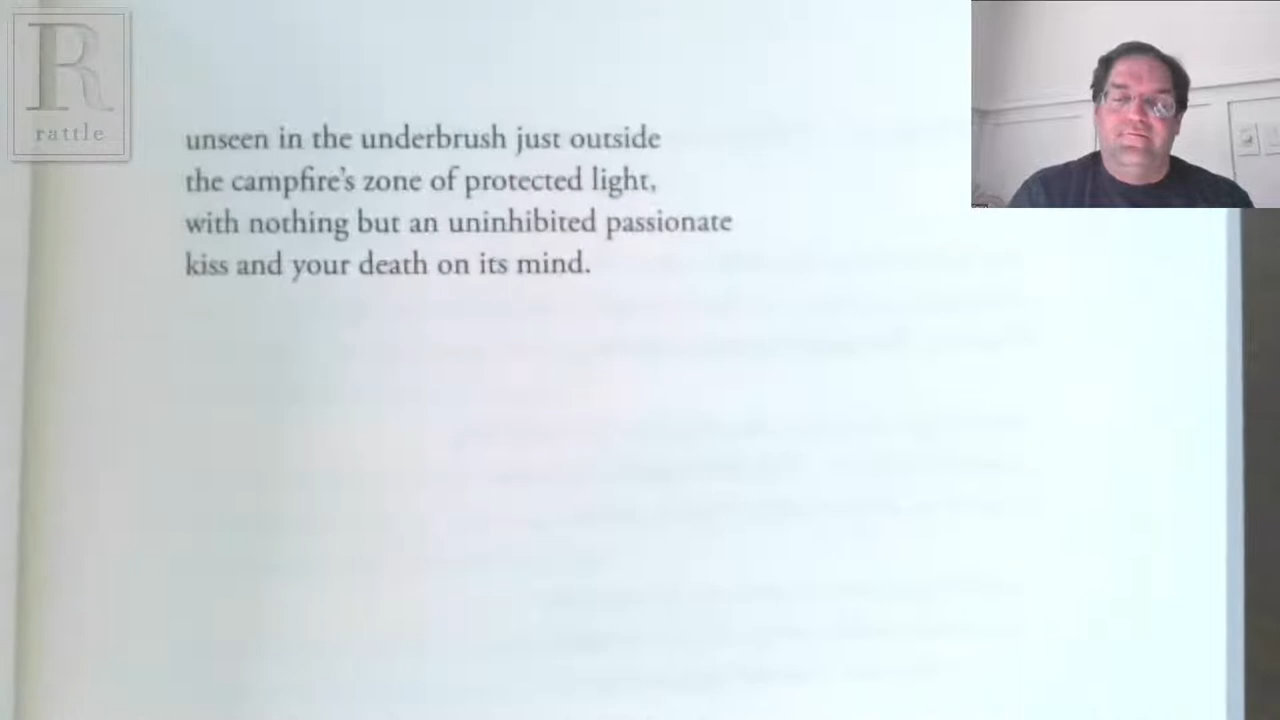 R
rattle
unseen in the underbrush just outside
the campfire's zone of protected light,
with nothing but an uninhibited passionate
kiss and your death on its mind.